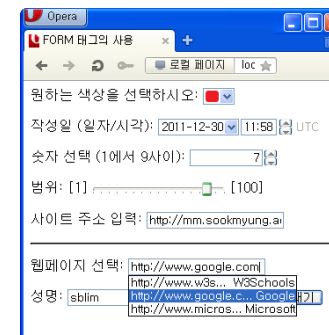 Opera
FORM 태그의 사용
로컬 페이지 loc
원하는 색상을 선택하시오:
작성일 (일자/시각): 2011-12-30 11:58 UTC
숫자 선택 (1에서 9사이): 7
범위: [1] [100]
사이트 주소 입력: http://mm.sookmyung.a
웹페이지 선택: http://www.google.com
http://www.w3s... W3Schools
성명: sblim
http://www.google.c... Google
http://www.micros... Microsoft